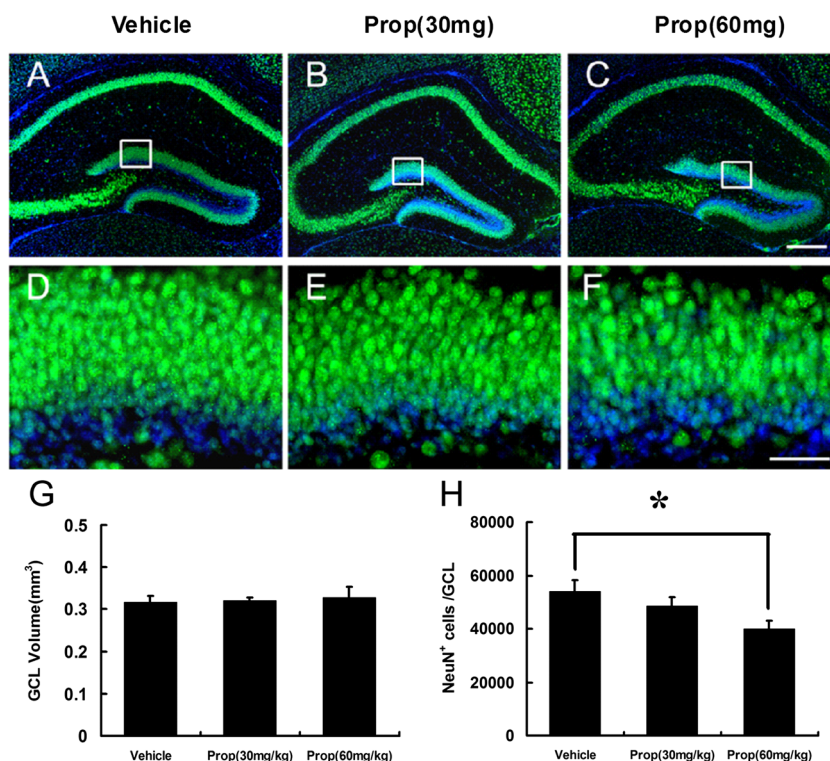 Vehicle Prop(30mg) Prop(60mg)
A B C
D E F
G
GCL Volume(mm³)
0.5
0.4
0.3
0.2
0.1
0
Vehicle Prop(30mg/kg) Prop(60mg/kg)
H
NeuN⁺ cells /GCL
80000
60000
40000
20000
0
*
Vehicle Prop(30mg/kg) Prop(60mg/kg)